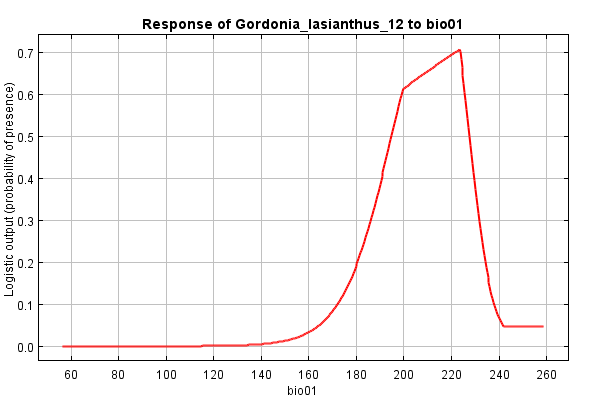 Response of Gordonia_lasianthus_12 to bio01
Logistic output (probability of presence)
0.7
0.6
0.5
0.4
0.3
0.2
0.1
0.0
60 80 100 120 140 160 180 200 220 240 260
bio01